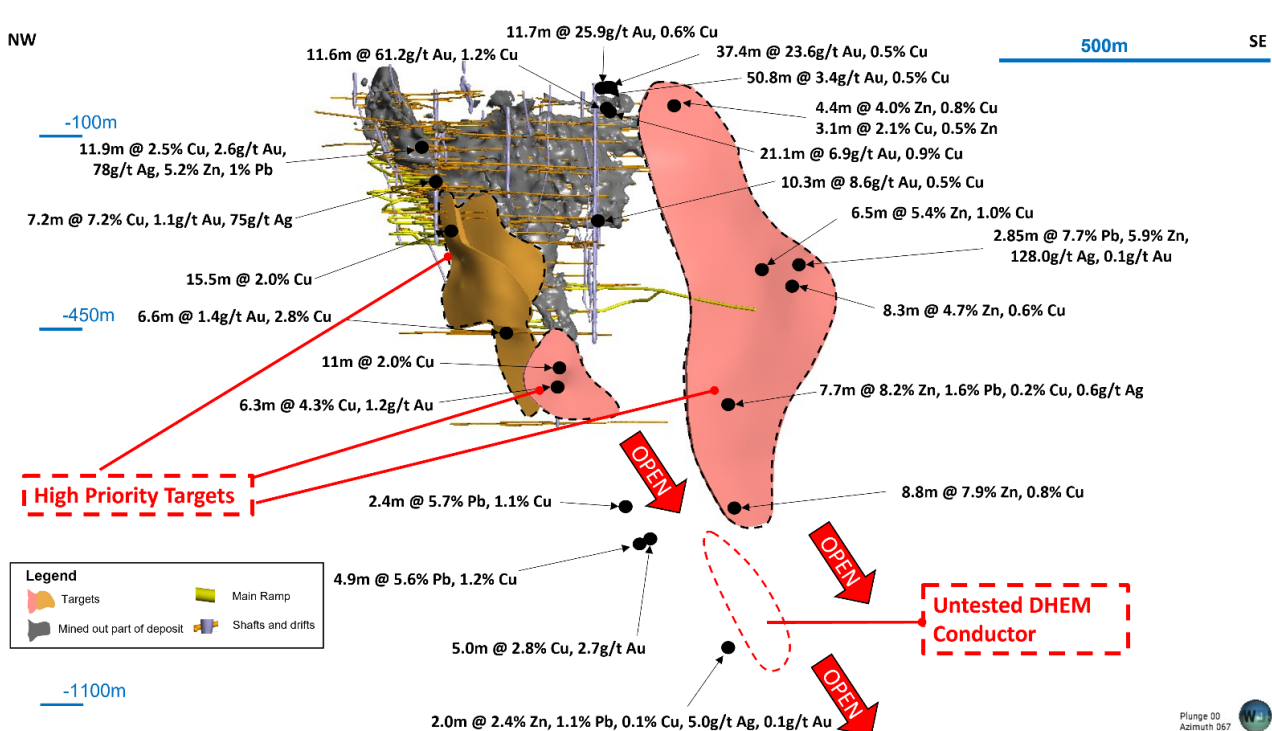 NW
11.7m @ 25.9g/t Au, 0.6% Cu
SE
500m
11.6m @ 61.2g/t Au, 1.2% Cu
37.4m @ 23.6g/t Au, 0.5% Cu
50.8m @ 3.4g/t Au, 0.5% Cu
4.4m @ 4.0% Zn, 0.8% Cu
3.1m @ 2.1% Cu, 0.5% Zn
-100m
11.9m @ 2.5% Cu, 2.6g/t Au,
78g/t Ag, 5.2% Zn, 1% Pb
21.1m @ 6.9g/t Au, 0.9% Cu
10.3m @ 8.6g/t Au, 0.5% Cu
7.2m @ 7.2% Cu, 1.1g/t Au, 75g/t Ag
6.5m @ 5.4% Zn, 1.0% Cu
2.85m @ 7.7% Pb, 5.9% Zn,
128.0g/t Ag, 0.1g/t Au
15.5m @ 2.0% Cu
-450m
6.6m @ 1.4g/t Au, 2.8% Cu
8.3m @ 4.7% Zn, 0.6% Cu
11m @ 2.0% Cu
6.3m @ 4.3% Cu, 1.2g/t Au
7.7m @ 8.2% Zn, 1.6% Pb, 0.2% Cu, 0.6g/t Ag
OPEN
High Priority Targets
2.4m @ 5.7% Pb, 1.1% Cu
8.8m @ 7.9% Zn, 0.8% Cu
OPEN
4.9m @ 5.6% Pb, 1.2% Cu
Legend
Targets
Main Ramp
Mined out part of deposit
Shafts and drifts
Untested DHEM
Conductor
5.0m @ 2.8% Cu, 2.7g/t Au
OPEN
-1100m
2.0m @ 2.4% Zn, 1.1% Pb, 0.1% Cu, 5.0g/t Ag, 0.1g/t Au
Plunge 00
Azimuth 067